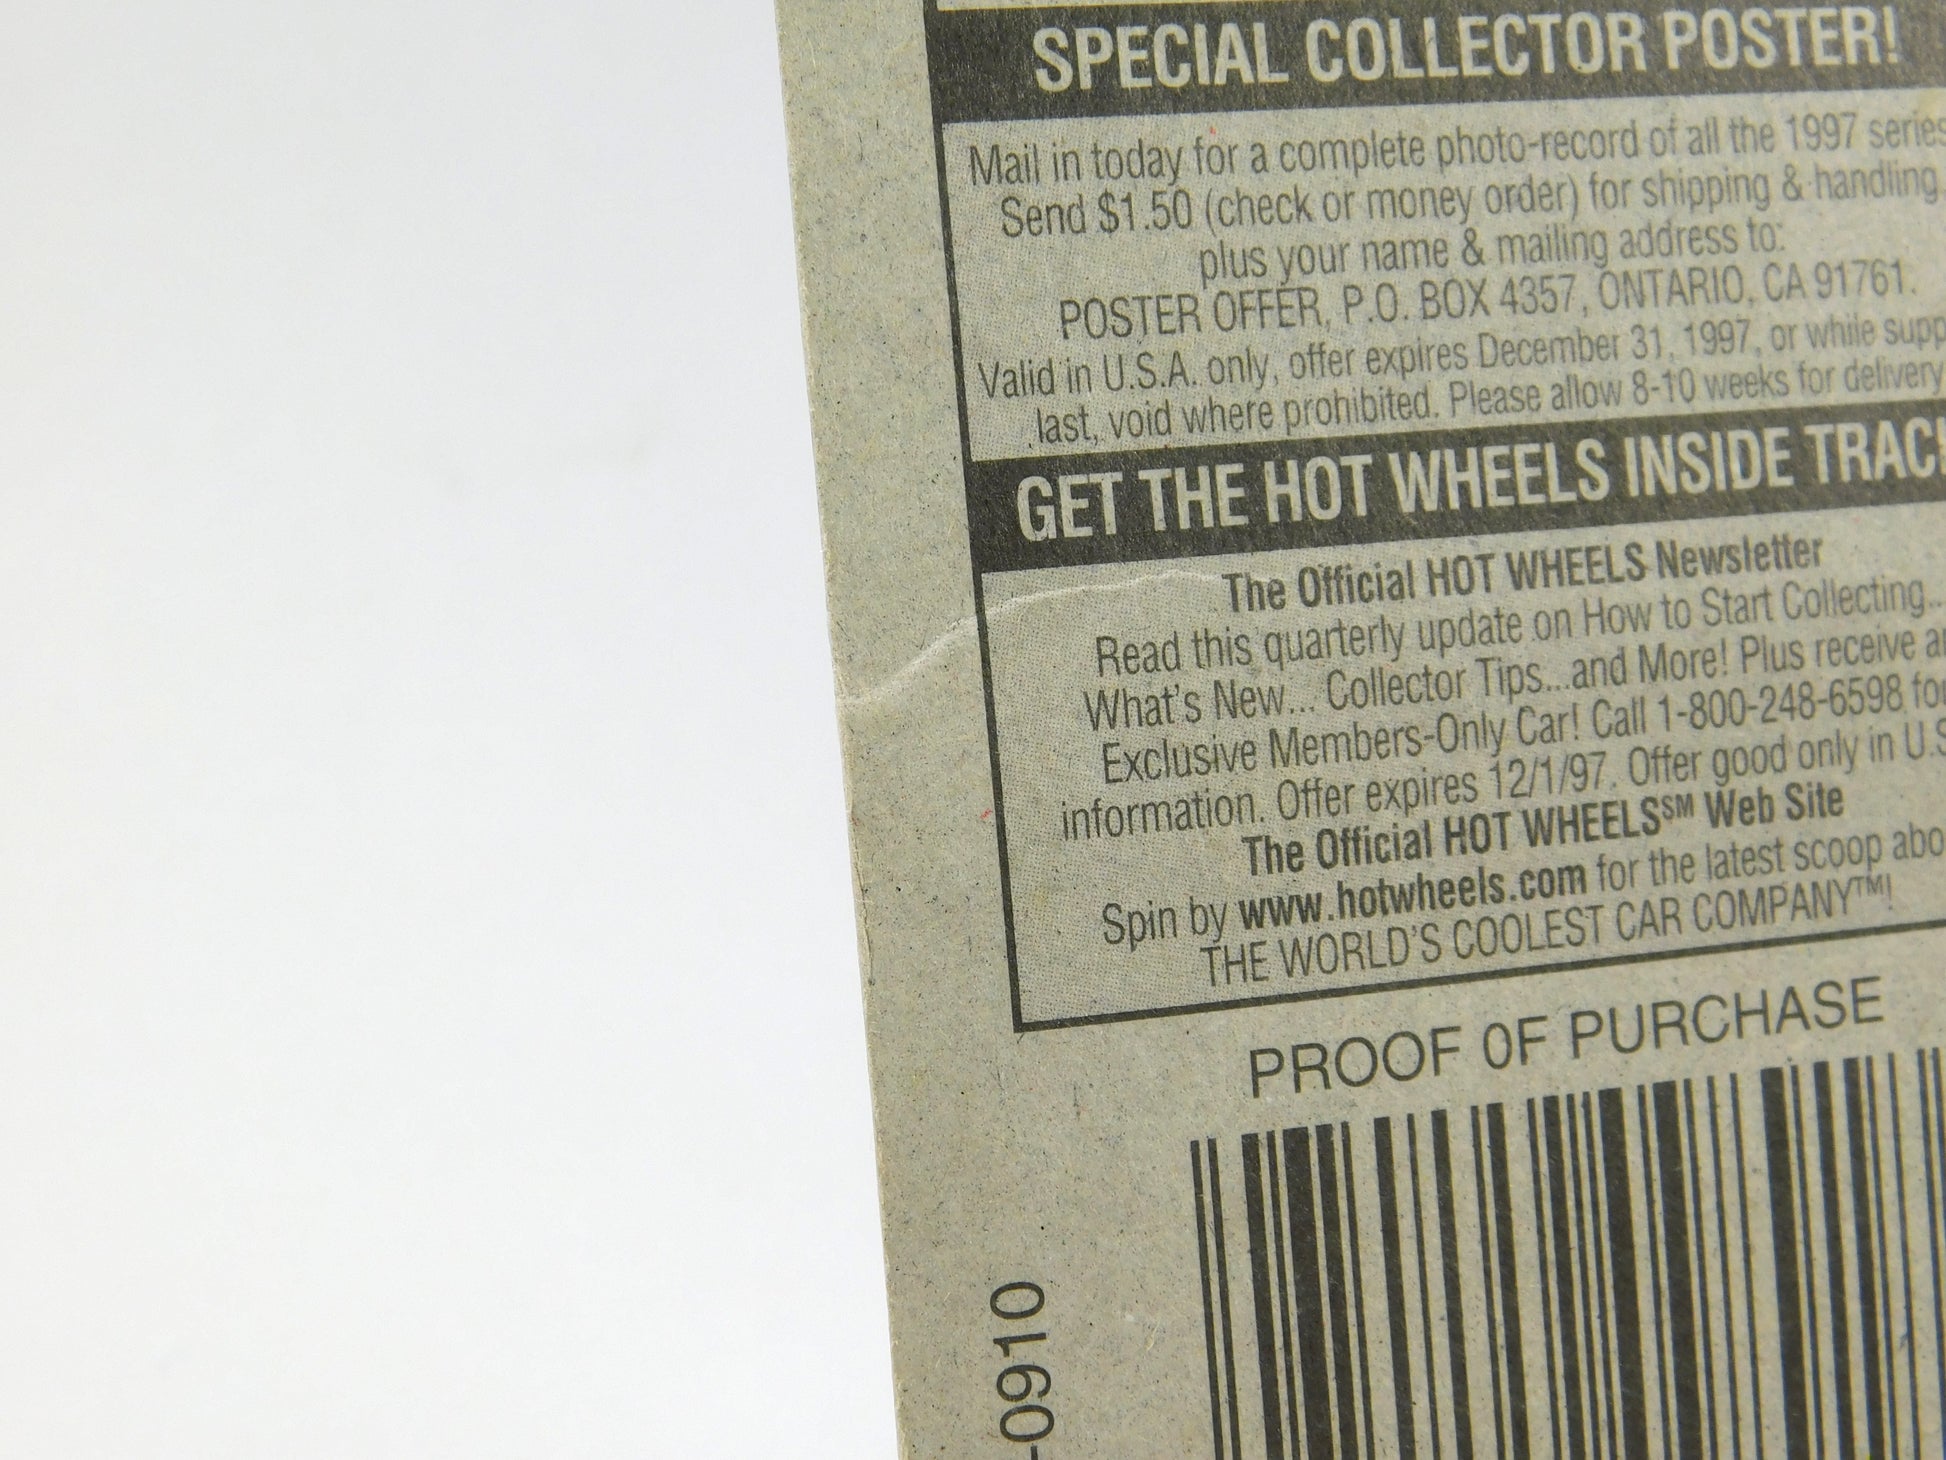 SPECIAL COLLECTOR POSTER!
Mail in today for a complete photo-record of all the 1997 series
Send $1.50 (check or money order) for shipping & handling,
plus your name & mailing address to:
POSTER OFFER, P.O. BOX 4357, ONTARIO, CA 91761.
Valid in U.S.A. only, offer expires December 31, 1997, or while supp
last, void where prohibited. Please allow 8-10 weeks for delivery
GET THE HOT WHEELS INSIDE TRACK
The Official HOT WHEELS Newsletter
Read this quarterly update on How to Start Collecting...
What's New... Collector Tips...and More! Plus receive an
Exclusive Members-Only Car! Call 1-800-248-6598 for
information. Offer expires 12/1/97. Offer good only in U.S
The Official HOT WHEELS℠ Web Site
Spin by www.hotwheels.com for the latest scoop abo
THE WORLD'S COOLEST CAR COMPANY™!
PROOF OF PURCHASE
-0910